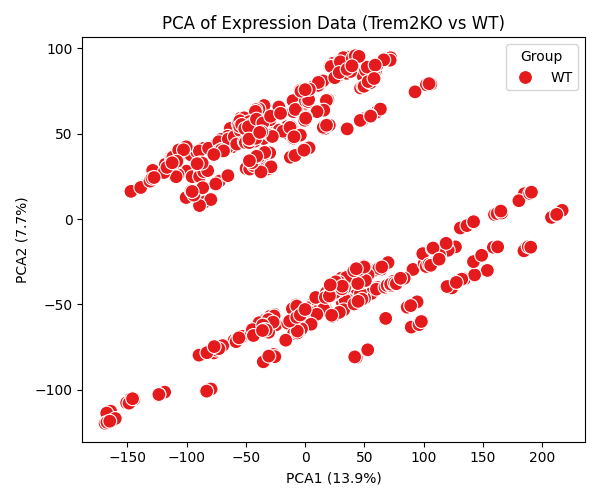 PCA of Expression Data (Trem2KO vs WT)
Group
WT
100
50
0
−50
−100
PCA2 (7.7%)
−150
−100
−50
0
50
100
150
200
PCA1 (13.9%)